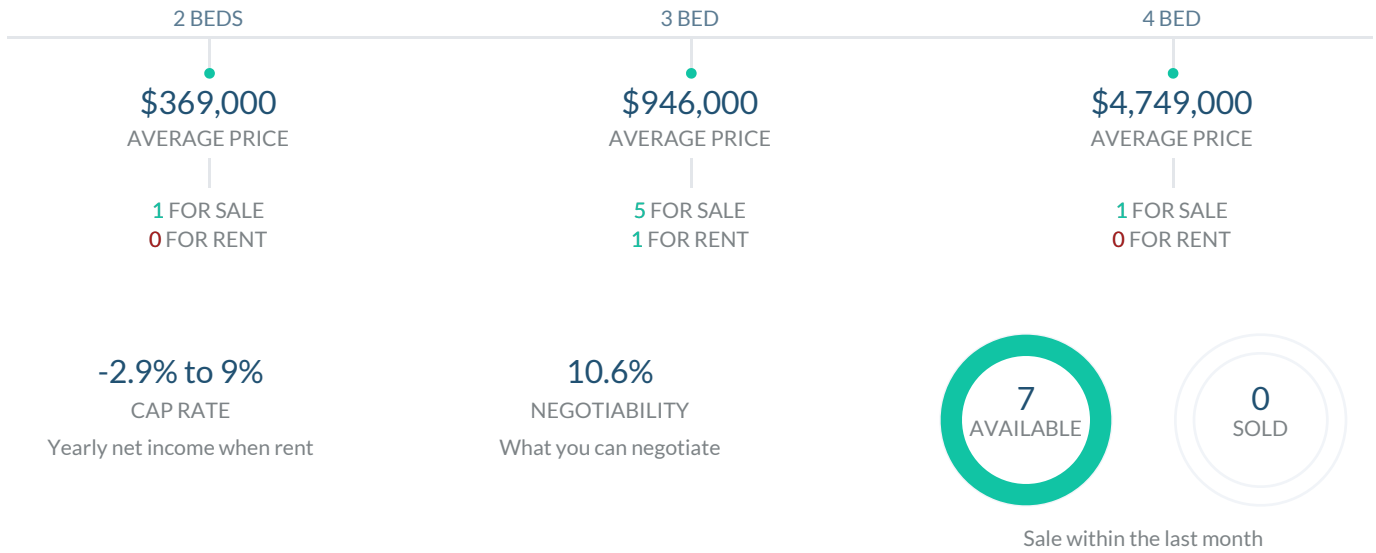 2 BEDS
$369,000
AVERAGE PRICE
1 FOR SALE
0 FOR RENT
3 BED
$946,000
AVERAGE PRICE
5 FOR SALE
1 FOR RENT
4 BED
$4,749,000
AVERAGE PRICE
1 FOR SALE
0 FOR RENT
-2.9% to 9%
CAP RATE
Yearly net income when rent
10.6%
NEGOTIABILITY
What you can negotiate
7
AVAILABLE
0
SOLD
Sale within the last month